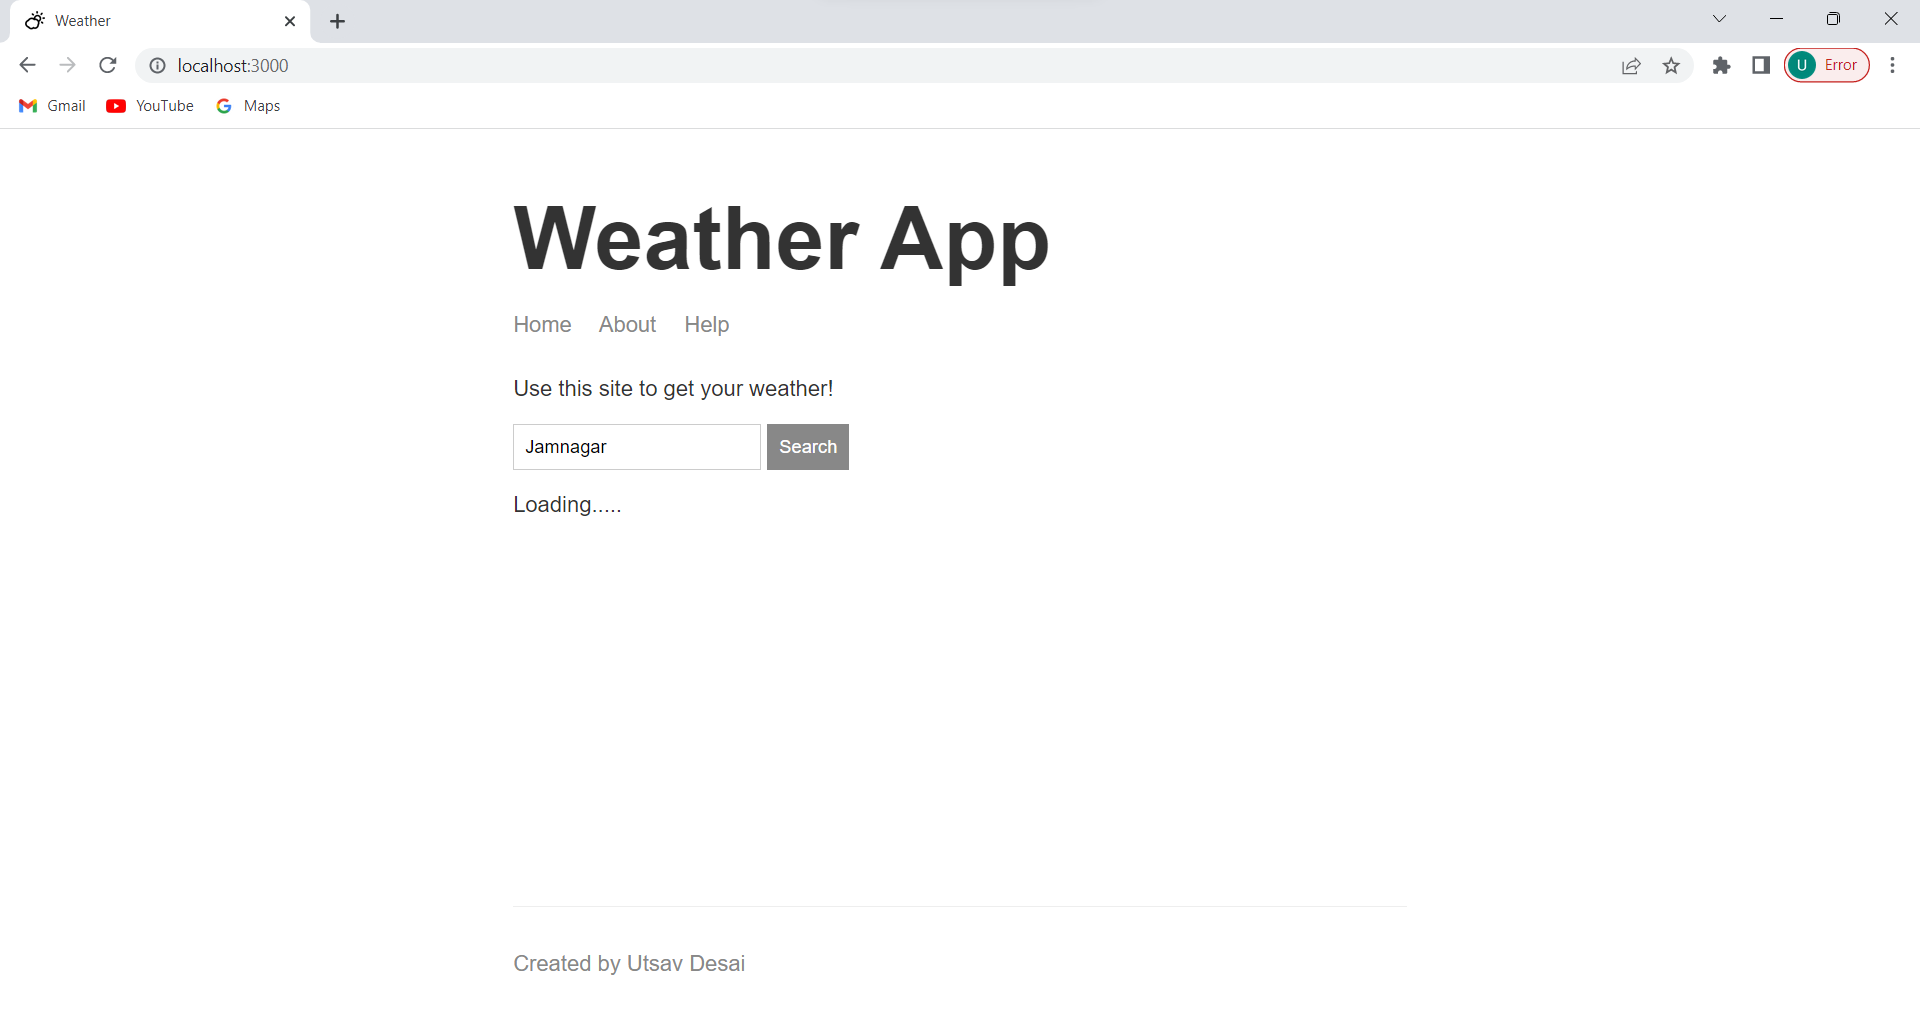 Weather
localhost:3000
U Error
Gmail YouTube Maps
Weather App
Home About Help
Use this site to get your weather!
Jamnagar Search
Loading.....
Created by Utsav Desai